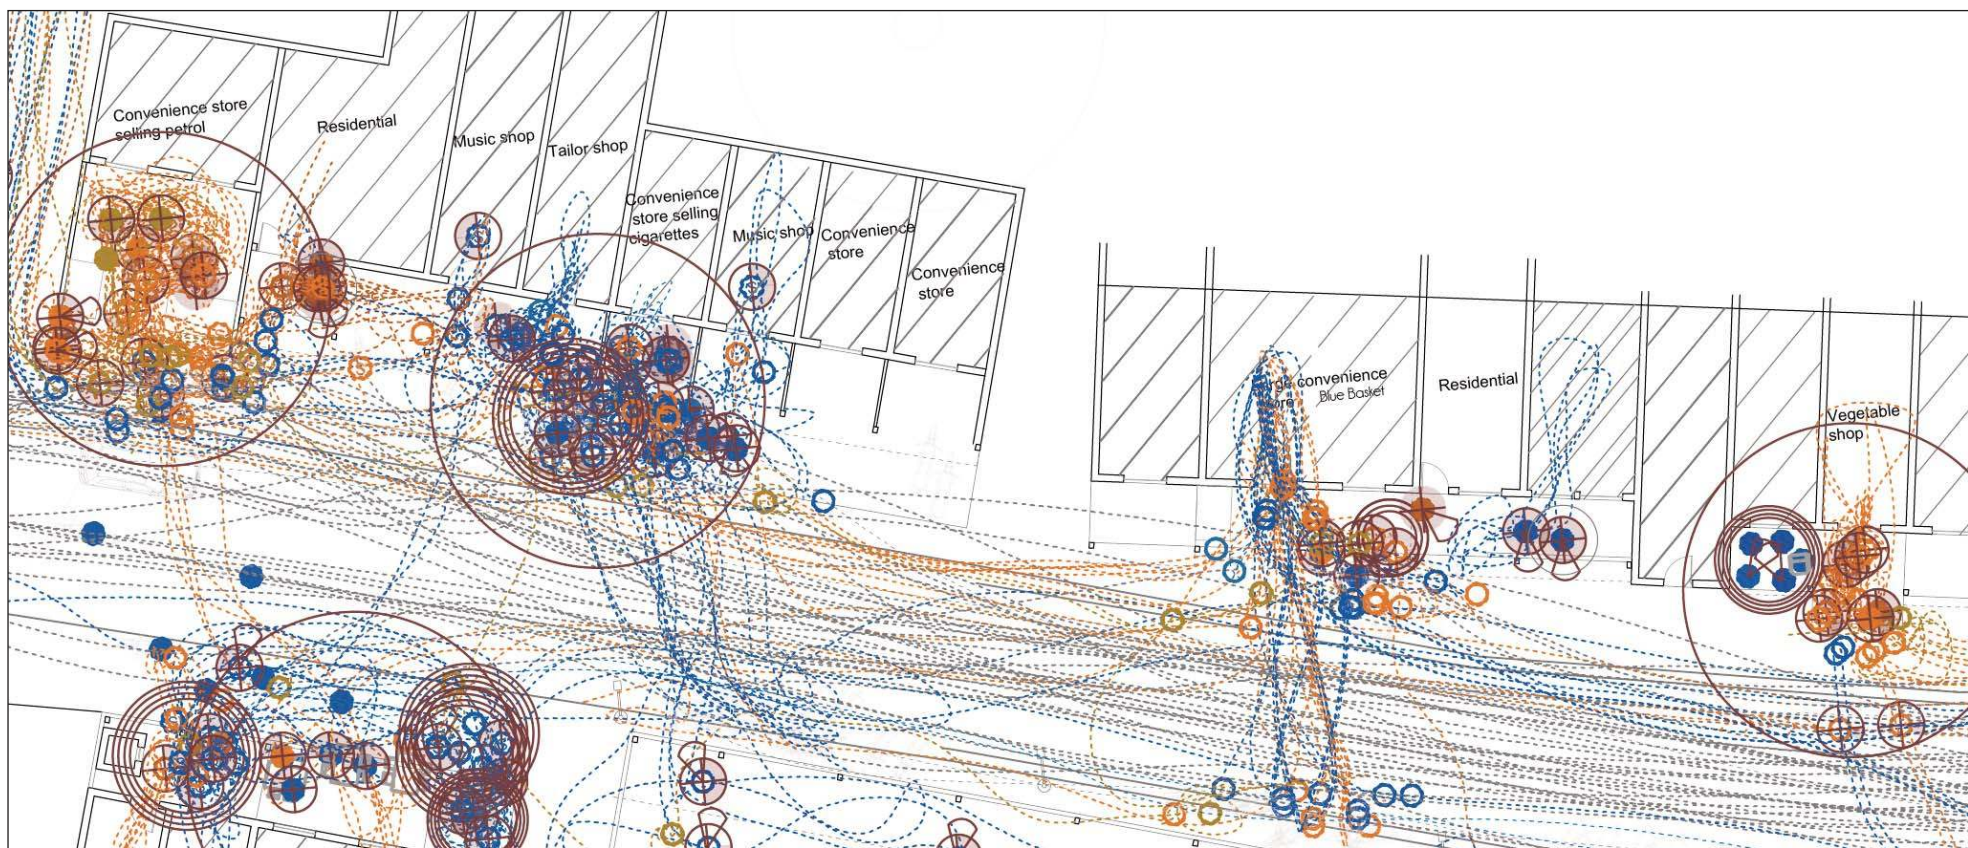 Convenience store
selling petrol
Residential
Music shop
Tailor shop
Convenience
store selling
cigarettes
Music shop
Convenience
store
Convenience
store
convenience
store
Blue Basket
Residential
Vegetable
shop